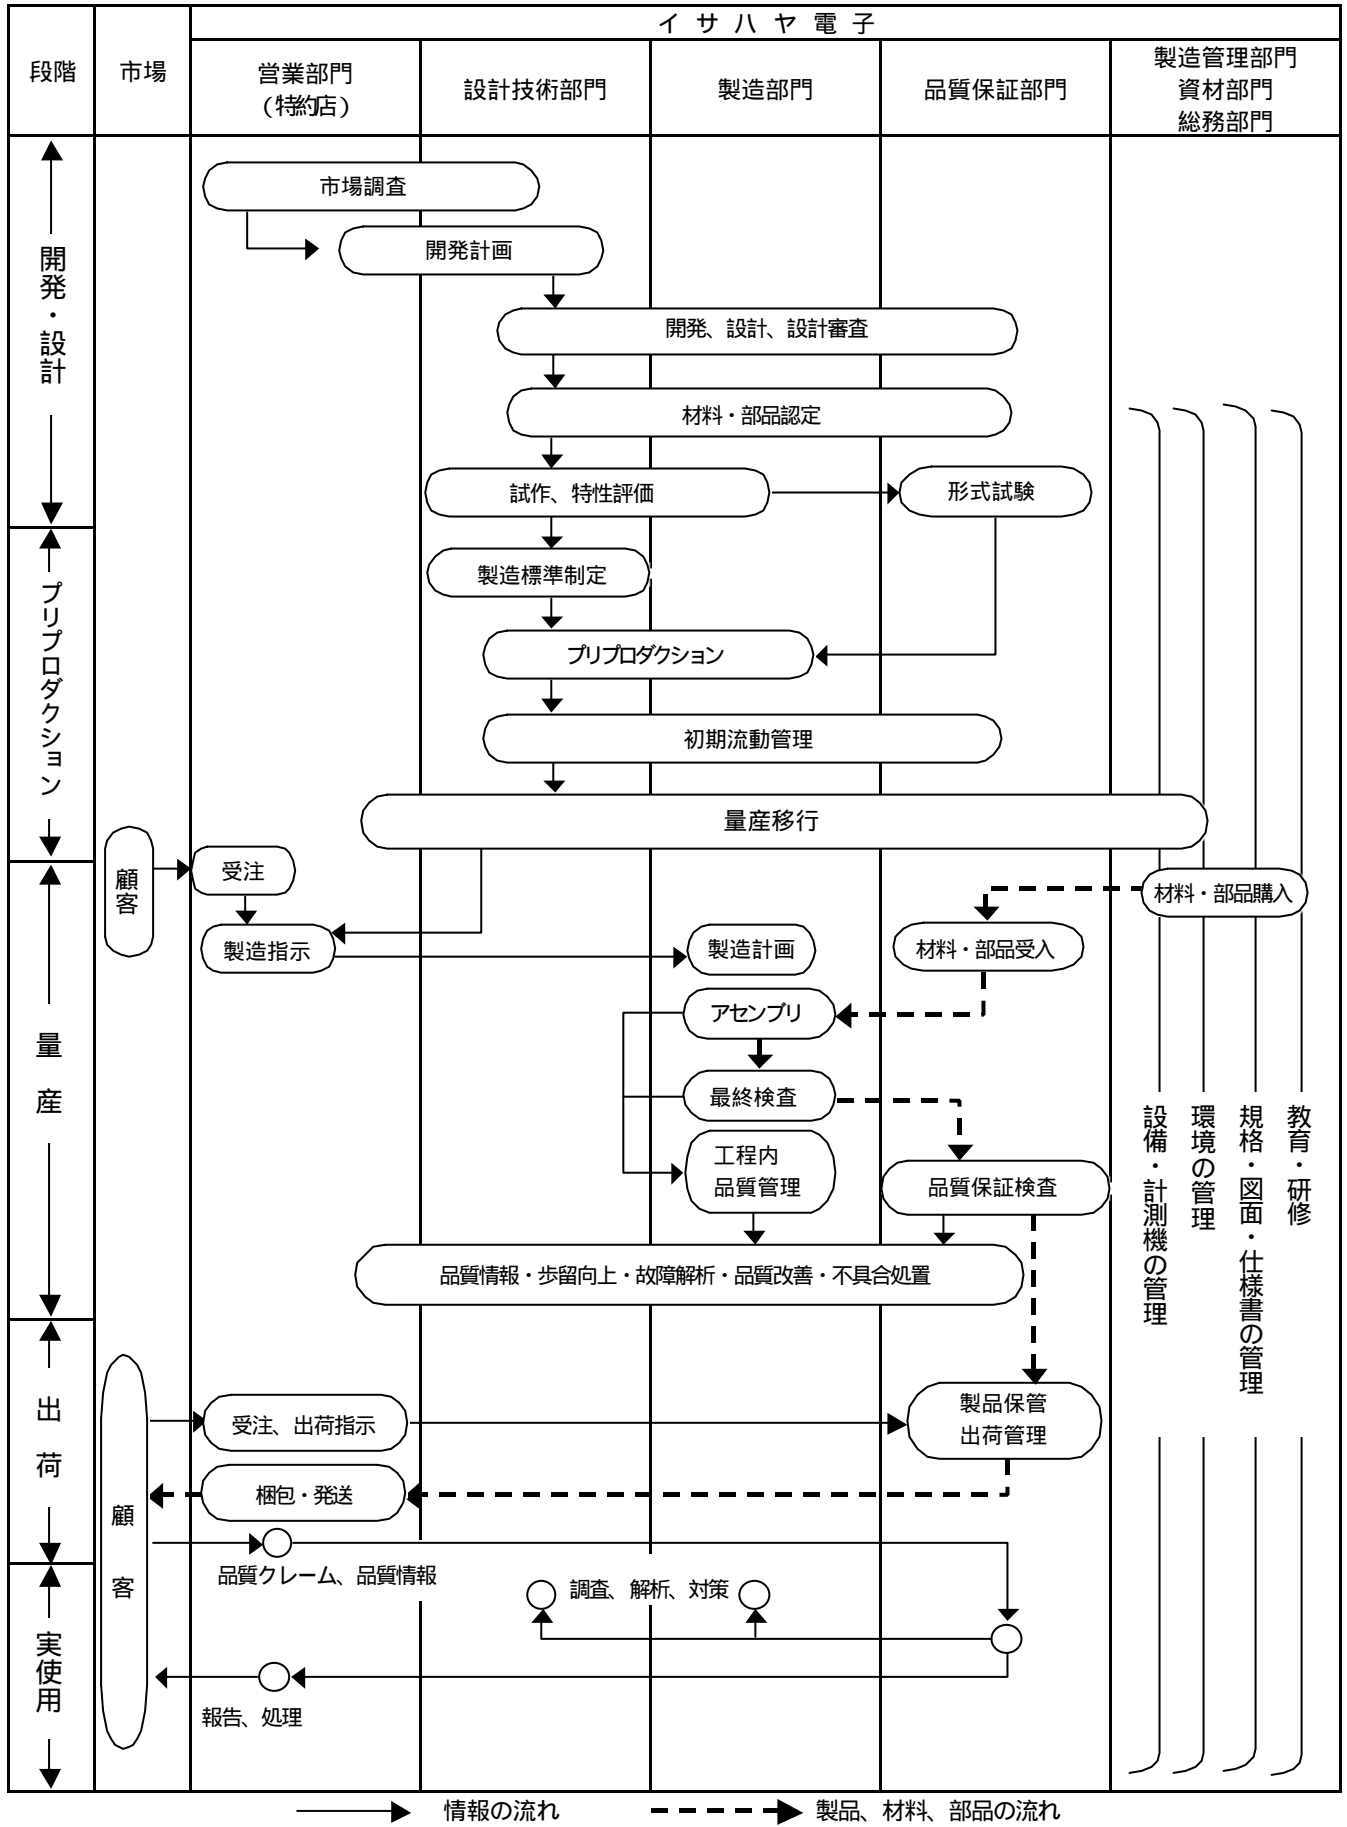 イサハヤ電子
段階
市場
営業部門
(特約店)
設計技術部門
製造部門
品質保証部門
製造管理部門
資材部門
総務部門
開発・設計
市場調査
開発計画
開発、設計、設計審査
材料・部品認定
試作、特性評価
形式試験
プリプロダクション
製造標準制定
プリプロダクション
初期流動管理
量産移行
量産
顧客
受注
材料・部品購入
製造指示
製造計画
材料・部品受入
アセンブリ
最終検査
工程内
品質管理
品質保証検査
品質情報・歩留向上・故障解析・品質改善・不具合処置
設備・計測機の管理
環境の管理
規格・図面・仕様書の管理
教育・研修
出荷
顧客
受注、出荷指示
製品保管
出荷管理
梱包・発送
実使用
品質クレーム、品質情報
調査、解析、対策
報告、処理
情報の流れ
製品、材料、部品の流れ